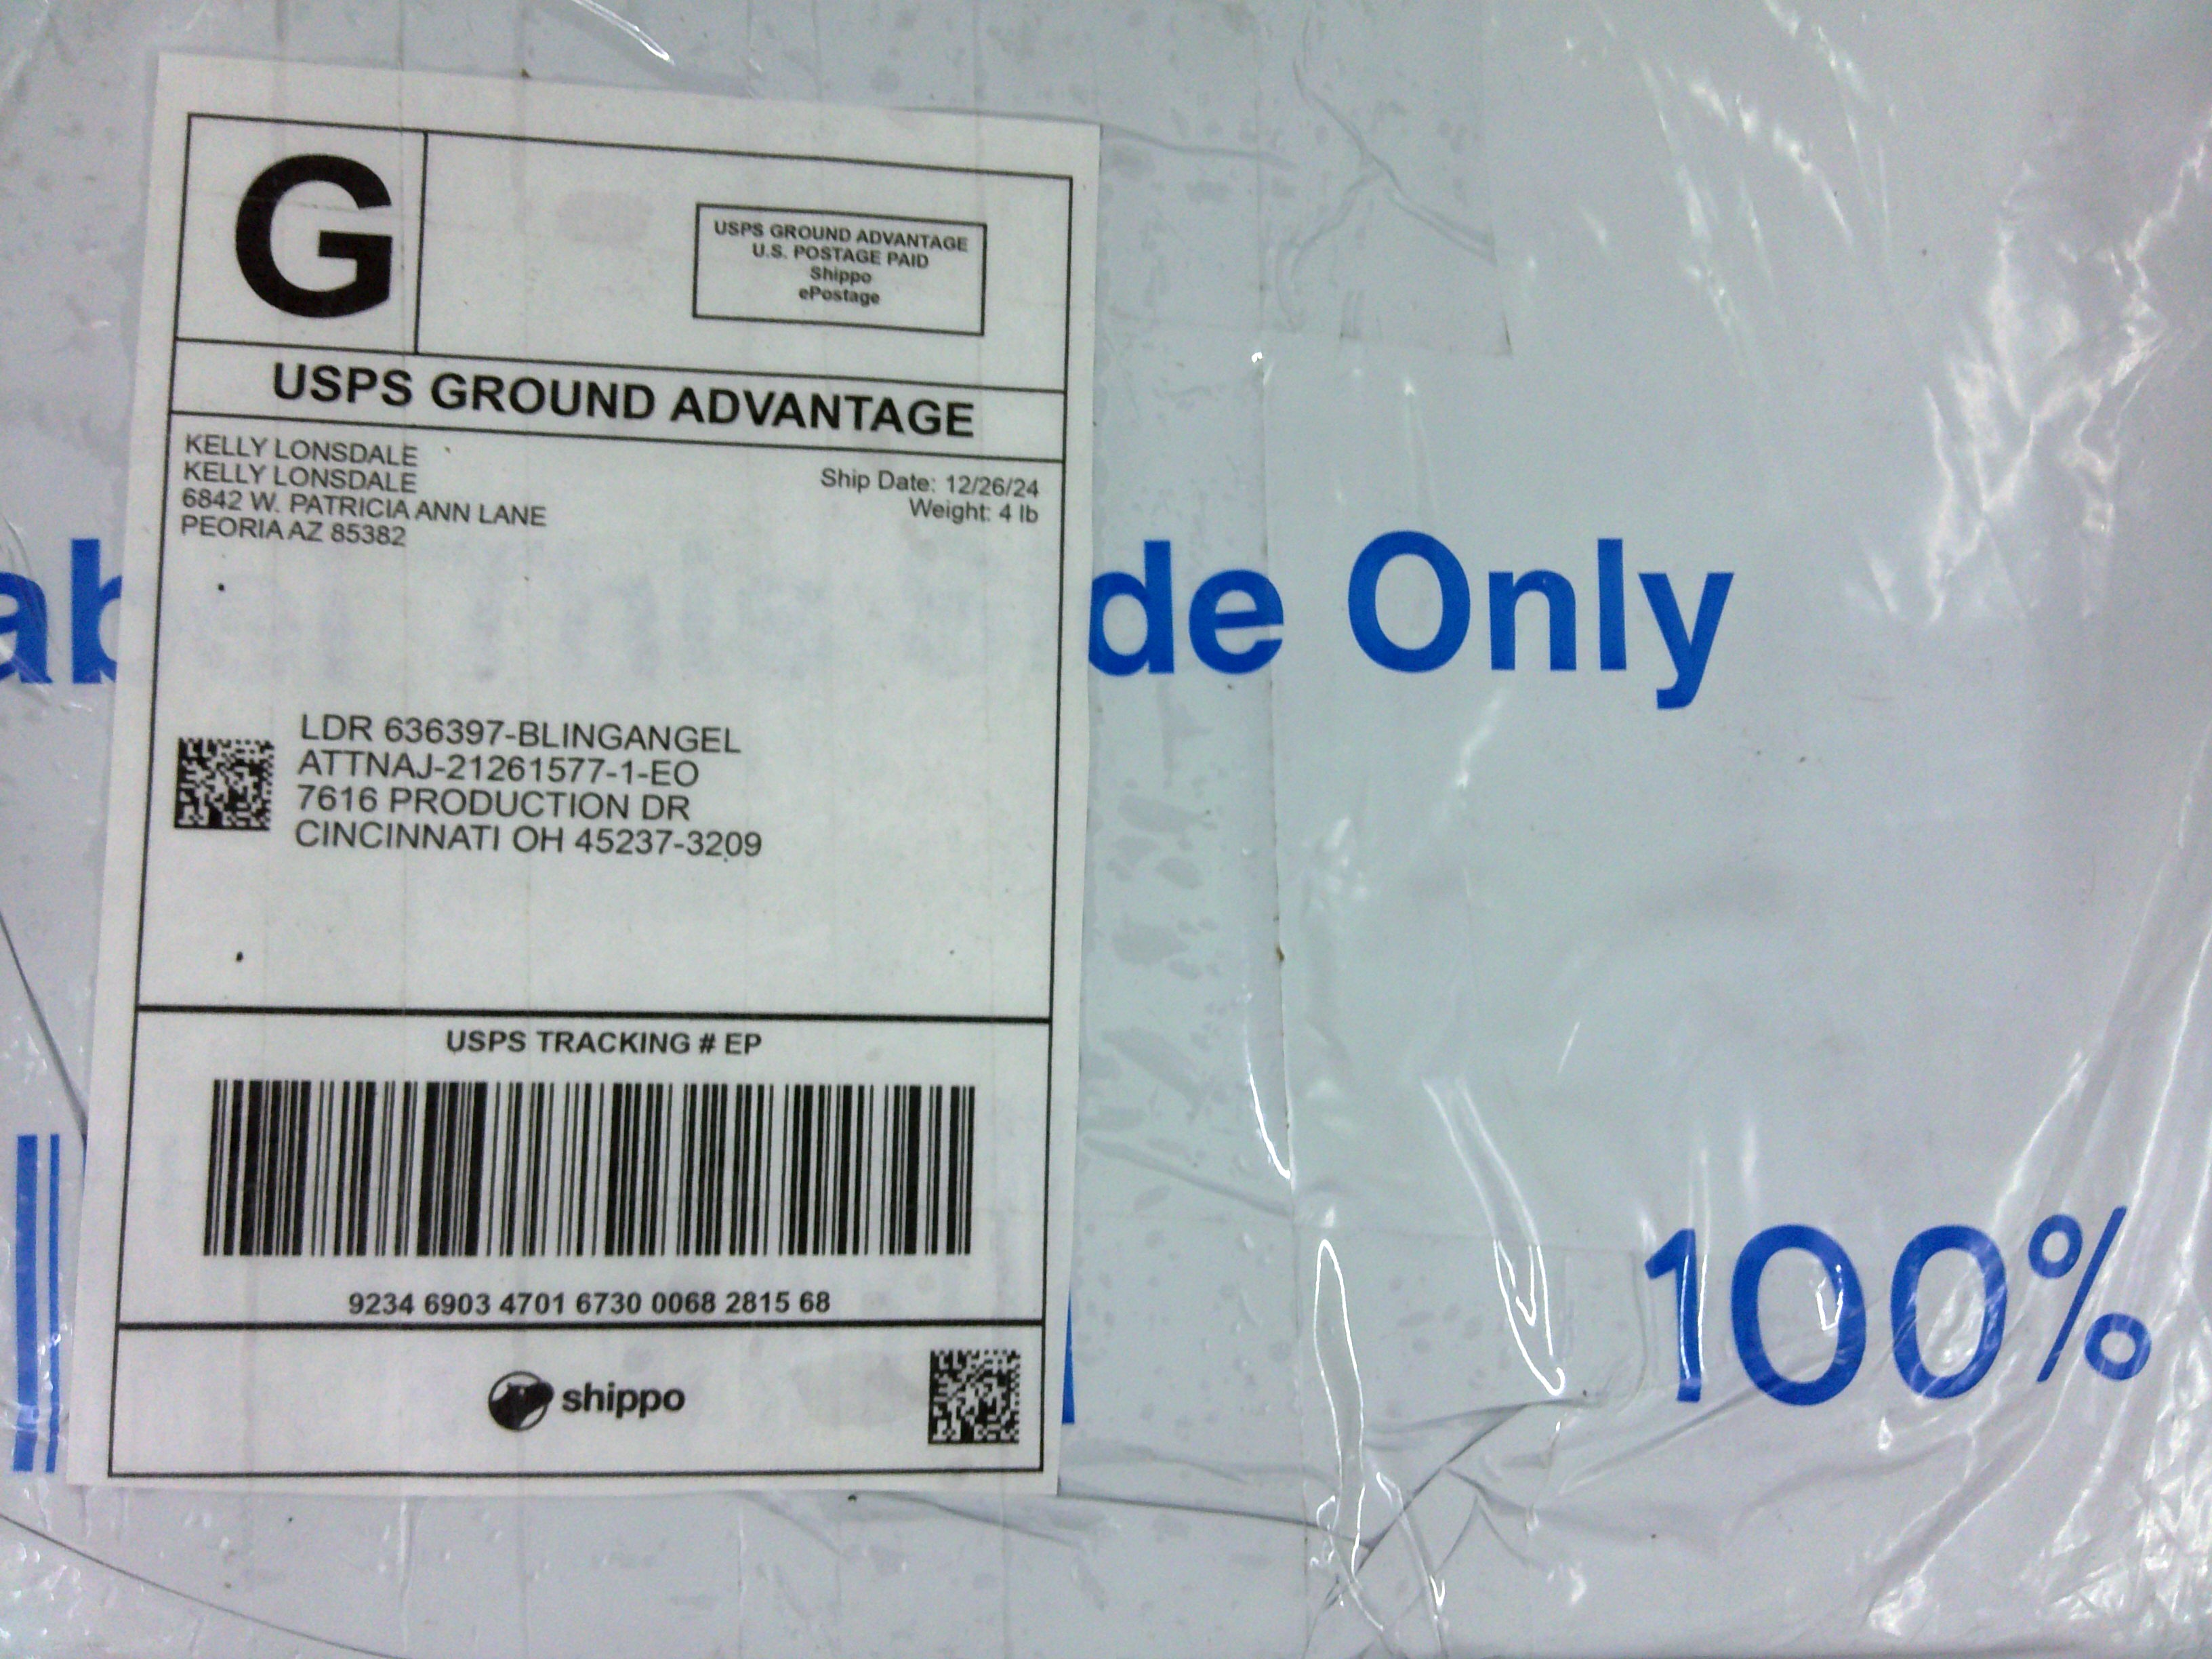 G
USPS GROUND ADVANTAGE
U.S. POSTAGE PAID
Shippo
ePostage
USPS GROUND ADVANTAGE
KELLY LONSDALE
KELLY LONSDALE
6842 W. PATRICIA ANN LANE
PEORIA AZ 85382
Ship Date: 12/26/24
Weight: 4 lb
LDR 636397-BLINGANGEL
ATTNAJ-21261577-1-EO
7616 PRODUCTION DR
CINCINNATI OH 45237-3209
USPS TRACKING # EP
9234 6903 4701 6730 0068 2815 68
shippo
Only
100%